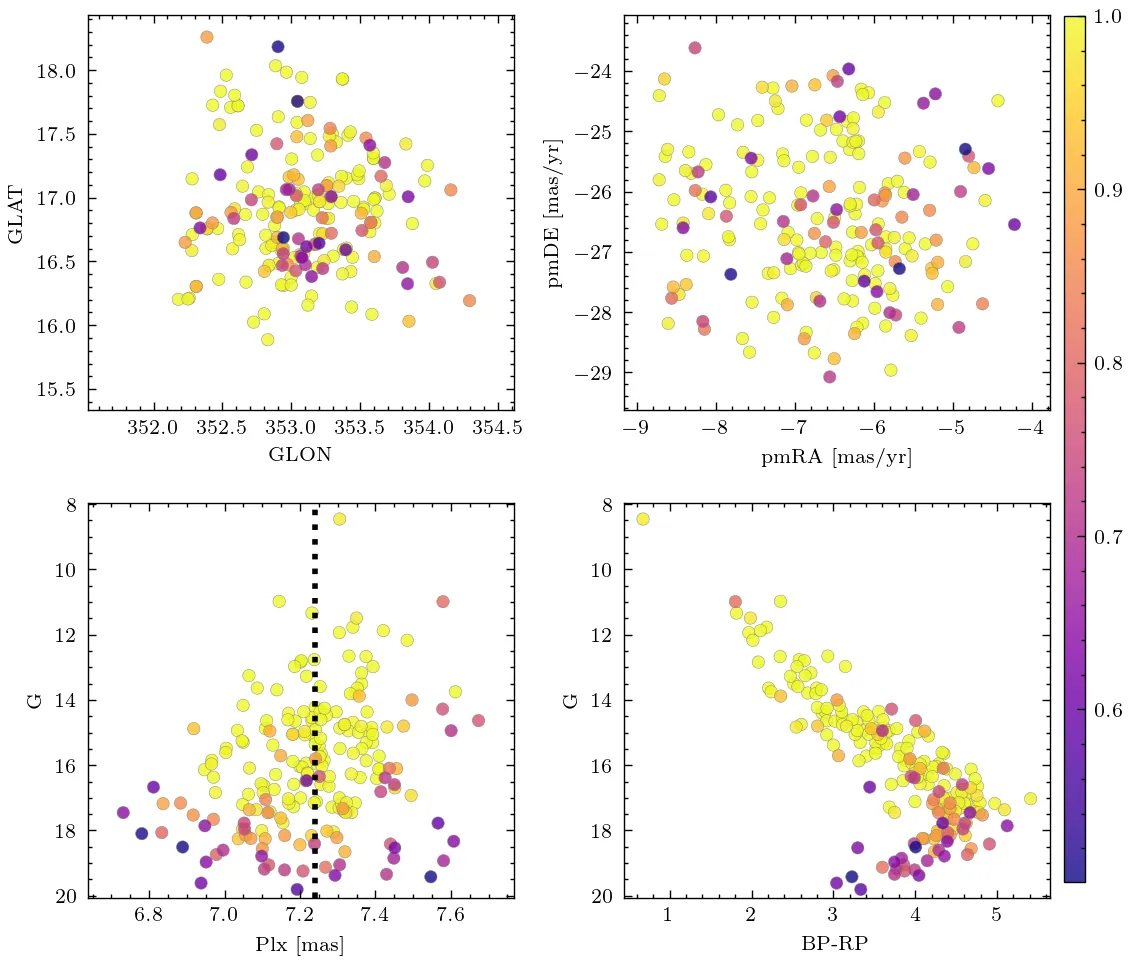 18.0
17.5
17.0
16.5
16.0
15.5
GLAT
352.0 352.5 353.0 353.5 354.0 354.5
GLON
−24
−25
−26
−27
−28
−29
pmDE [mas/yr]
−9 −8 −7 −6 −5 −4
pmRA [mas/yr]
8
10
12
14
16
18
20
G
6.8 7.0 7.2 7.4 7.6
Plx [mas]
8
10
12
14
16
18
20
G
1 2 3 4 5
BP-RP
1.0
0.9
0.8
0.7
0.6